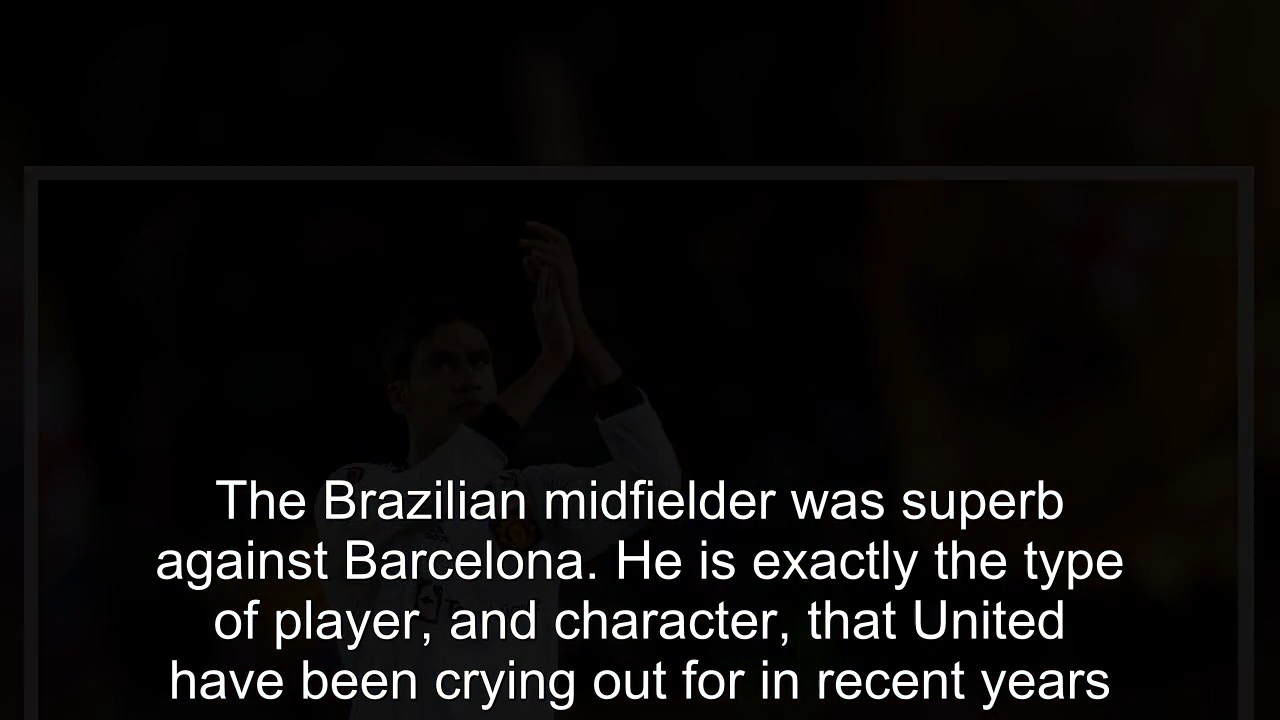 The Brazilian midfielder was superb
against Barcelona. He is exactly the type
of player, and character, that United
have been crying out for in recent years